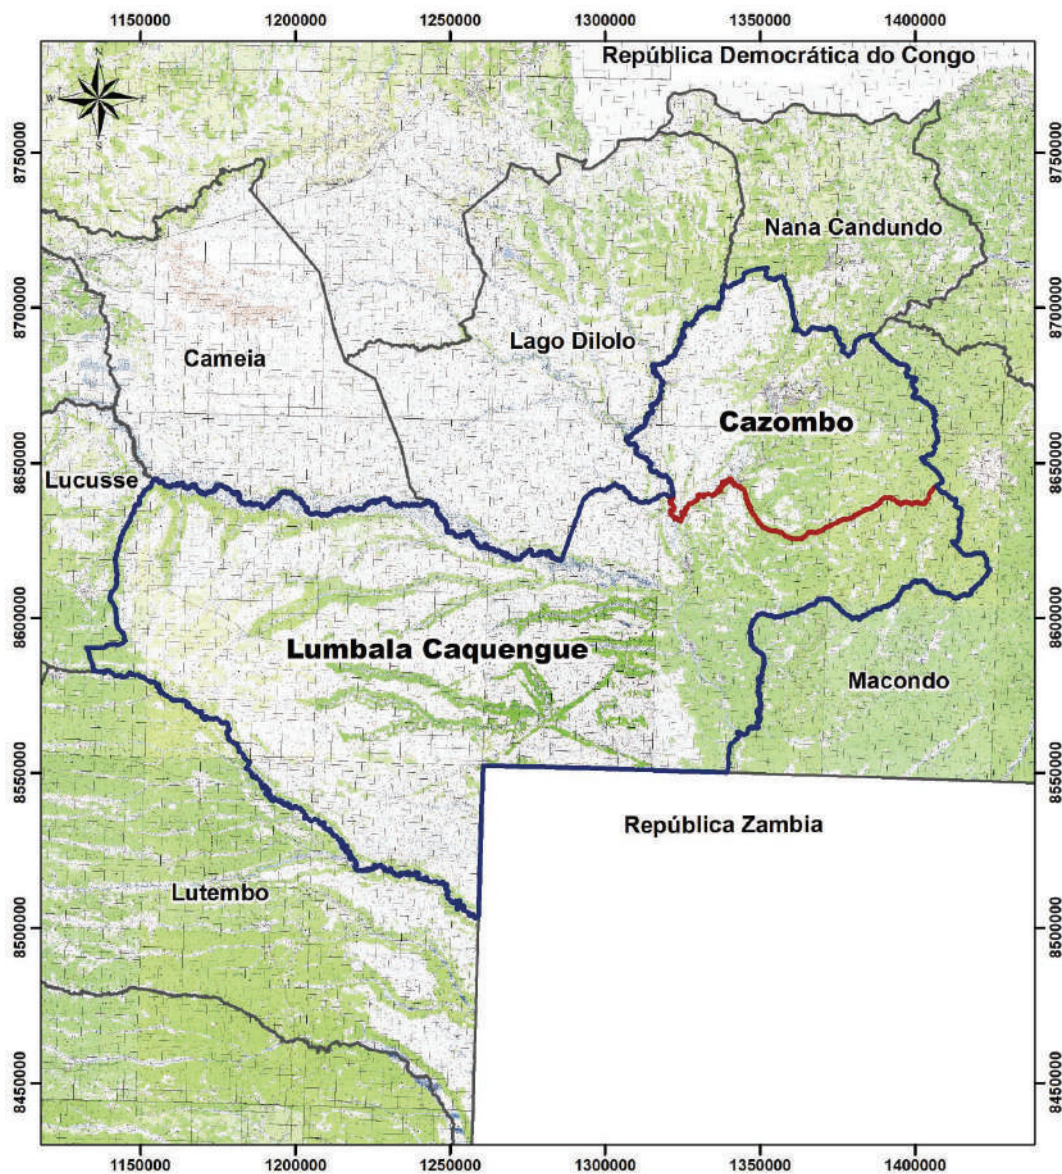 1150000 1200000 1250000 1300000 1350000 1400000
República Democrática do Congo
N
W E
S
8750000 8750000
Nana Candundo
8700000 8700000
Lago Dilolo
Cameia
Cazombo
8650000 8650000
Lucusse
8600000 8600000
Lumbala Caquengue
Macondo
8550000 8550000
República Zambia
Lutembo
8500000 8500000
8450000 8450000
1150000 1200000 1250000 1300000 1350000 1400000